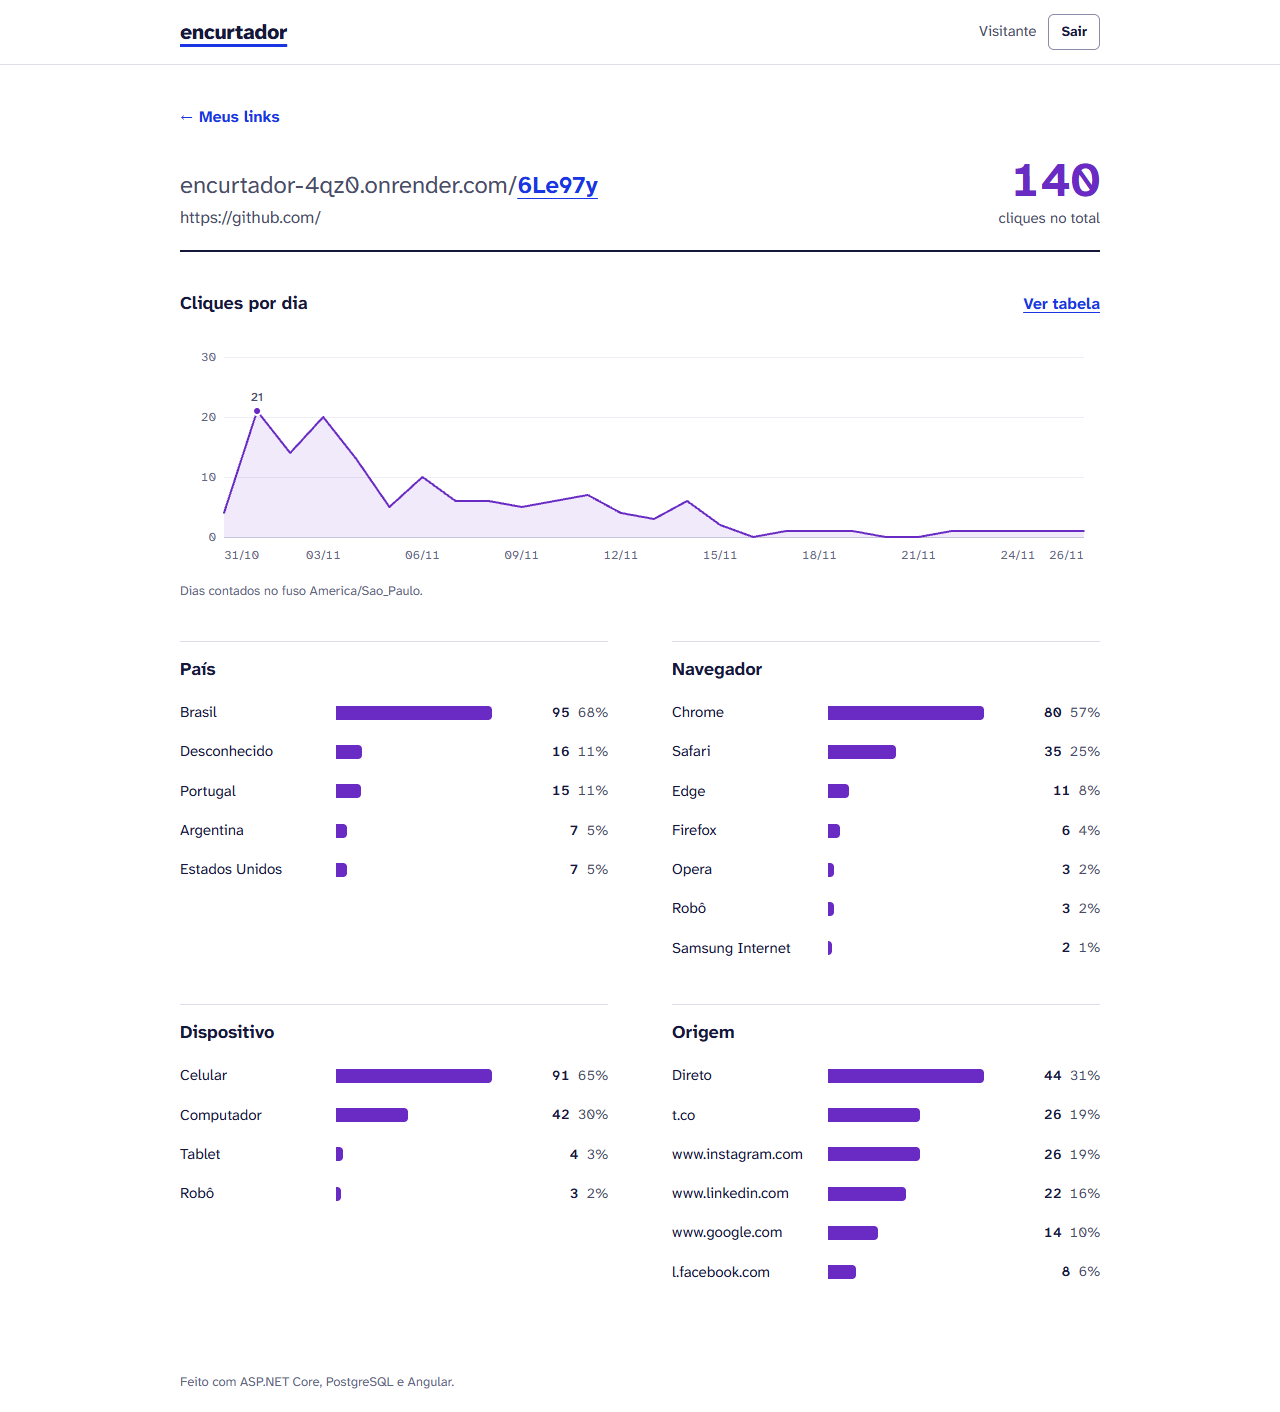 encurtador
Visitante Sair
← Meus links
encurtador-4qz0.onrender.com/6Le97y
https://github.com/
140
cliques no total
Cliques por dia
Ver tabela
30
20
10
0
21
31/10 03/11 06/11 09/11 12/11 15/11 18/11 21/11 24/11 26/11
Dias contados no fuso America/Sao_Paulo.
País
Brasil 95 68%
Desconhecido 16 11%
Portugal 15 11%
Argentina 7 5%
Estados Unidos 7 5%
Navegador
Chrome 80 57%
Safari 35 25%
Edge 11 8%
Firefox 6 4%
Opera 3 2%
Robô 3 2%
Samsung Internet 2 1%
Dispositivo
Celular 91 65%
Computador 42 30%
Tablet 4 3%
Robô 3 2%
Origem
Direto 44 31%
t.co 26 19%
www.instagram.com 26 19%
www.linkedin.com 22 16%
www.google.com 14 10%
l.facebook.com 8 6%
Feito com ASP.NET Core, PostgreSQL e Angular.